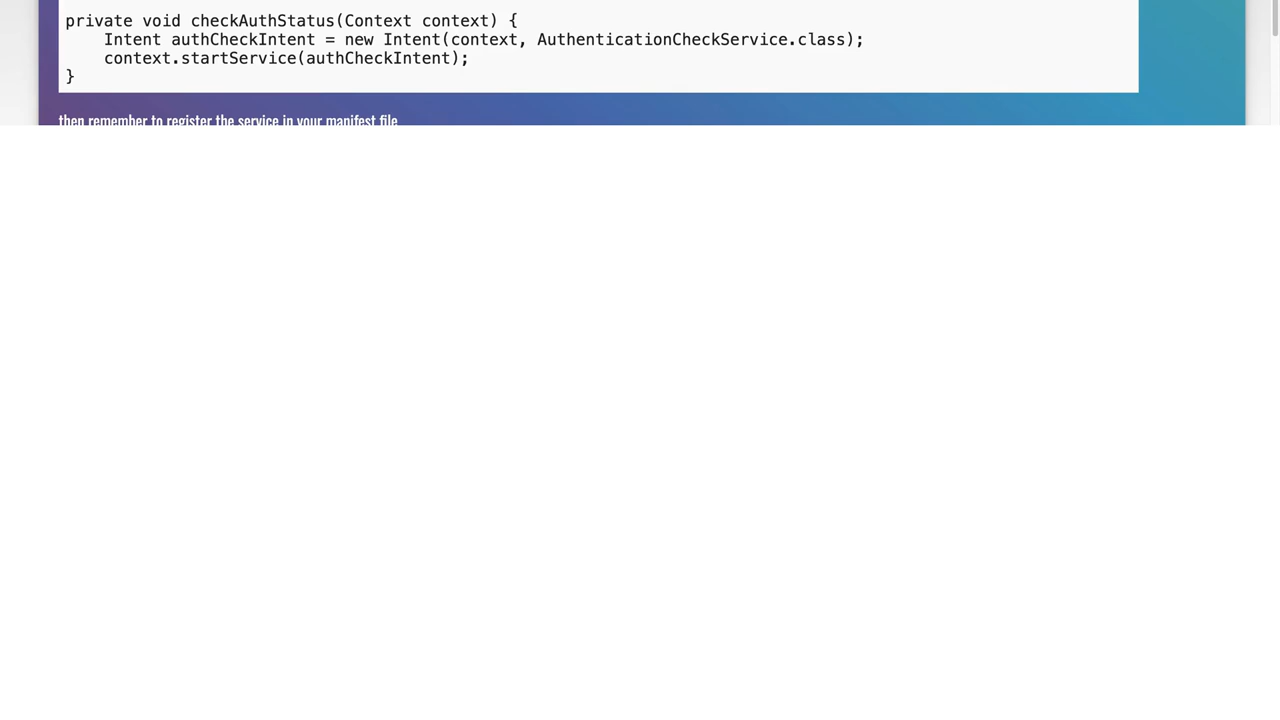 private void checkAuthStatus(Context context) {
    Intent authCheckIntent = new Intent(context, AuthenticationCheckService.class);
    context.startService(authCheckIntent);
}
then remember to register the service in your manifest file